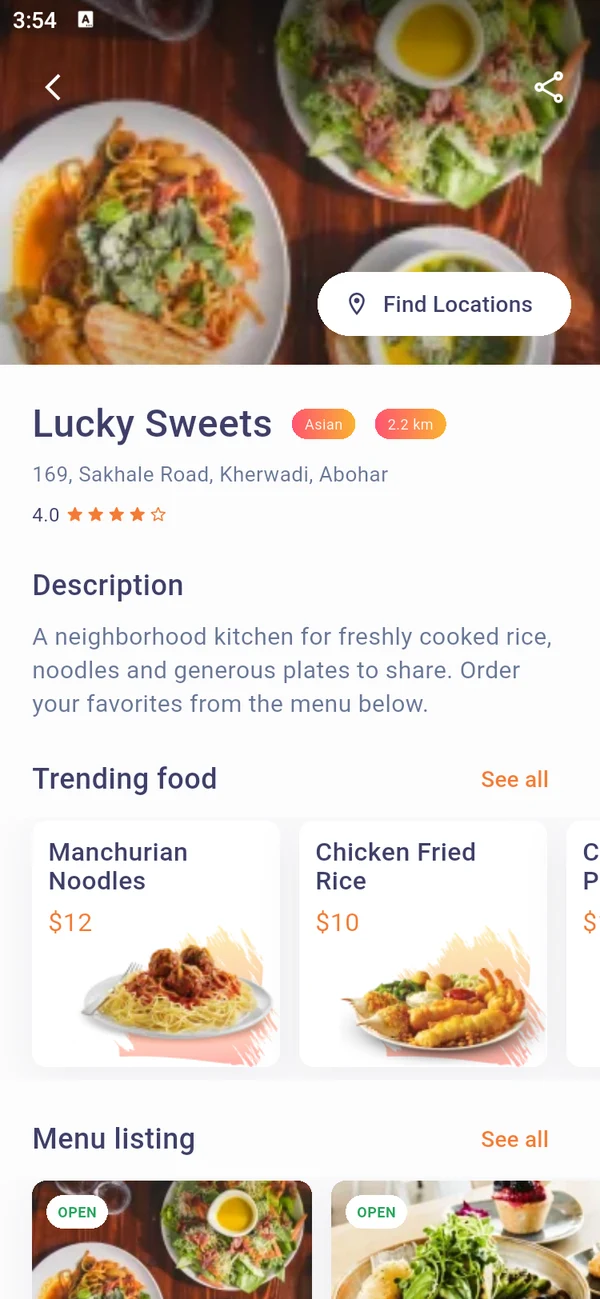 3:54
A
Find Locations
Lucky Sweets
Asian
2.2 km
169, Sakhale Road, Kherwadi, Abohar
4.0
Description
A neighborhood kitchen for freshly cooked rice,
noodles and generous plates to share. Order
your favorites from the menu below.
Trending food
See all
Manchurian
Noodles
$12
Chicken Fried
Rice
$10
C
P
$
Menu listing
See all
OPEN
OPEN